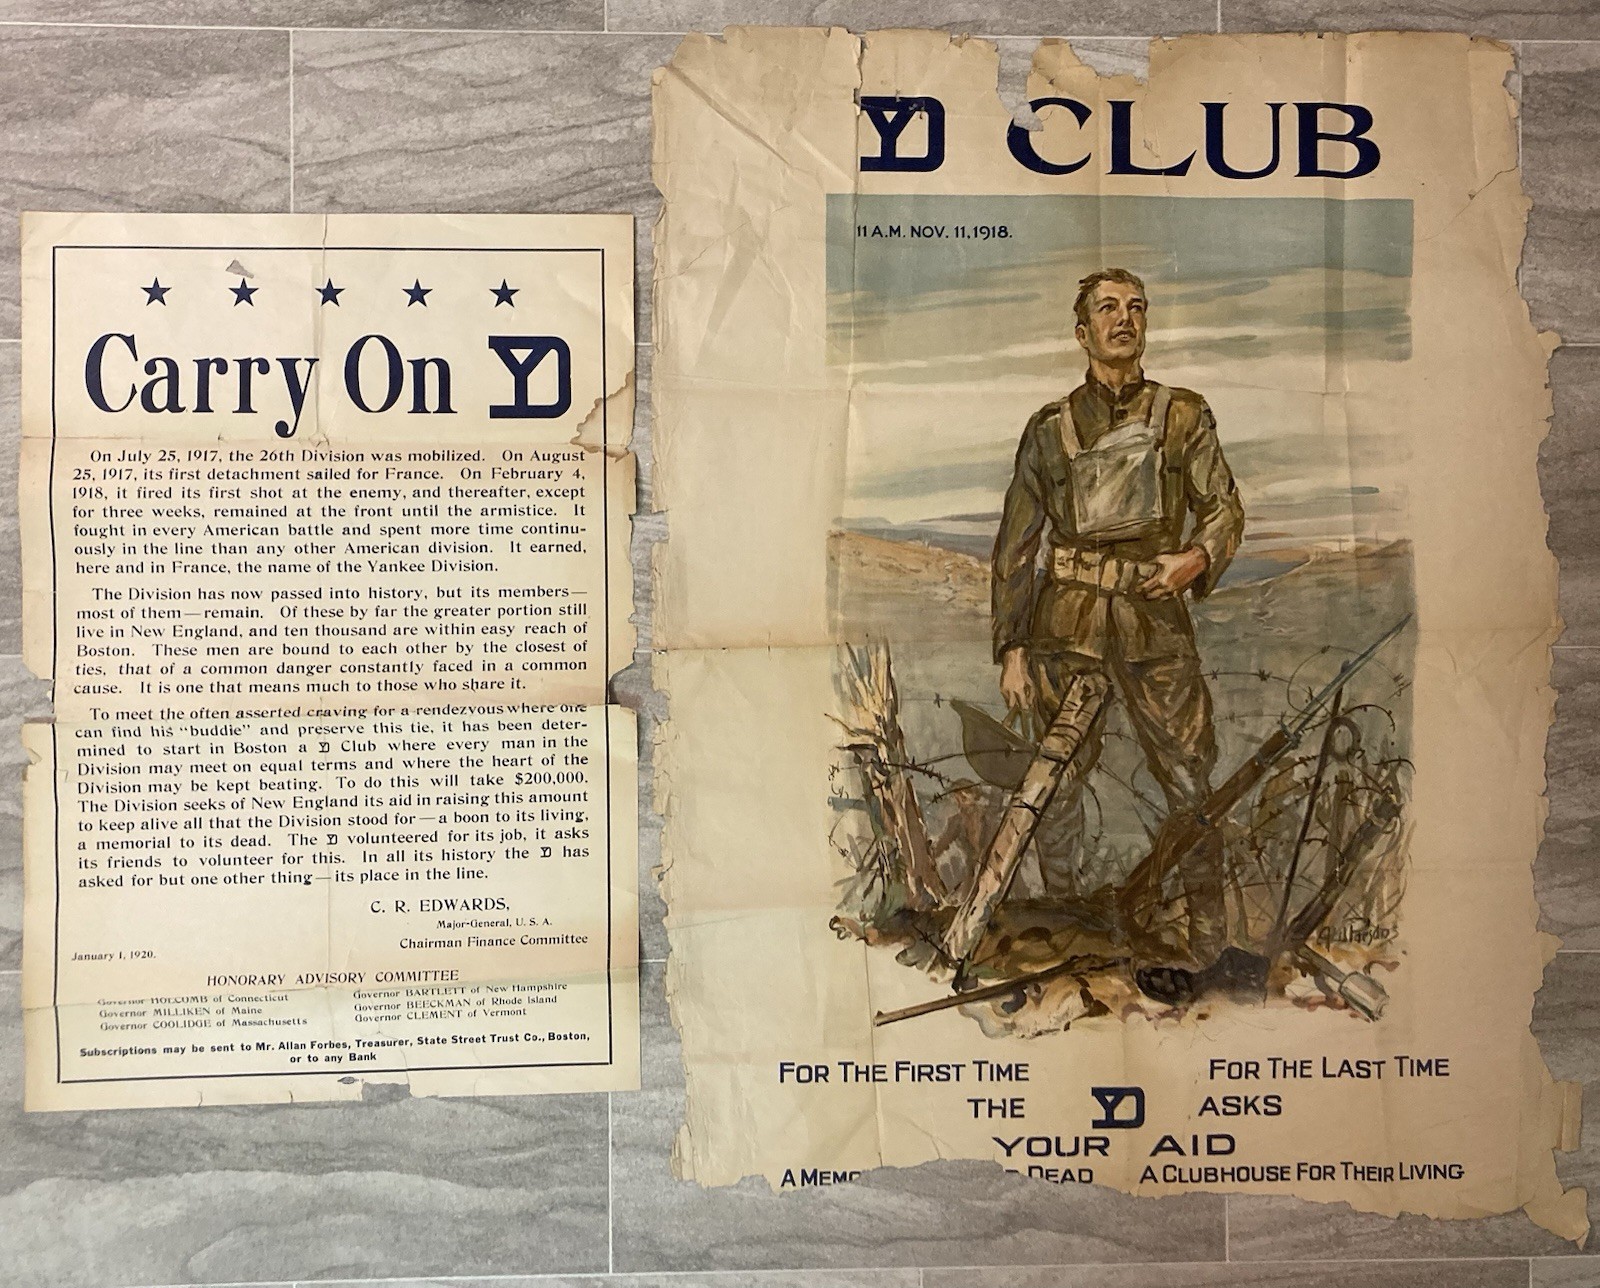 ★ ★ ★ ★ ★
Carry On YD
On July 25, 1917, the 26th Division was mobilized. On August
25, 1917, its first detachment sailed for France. On February 4,
1918, it fired its first shot at the enemy, and thereafter, except
for three weeks, remained at the front until the armistice. It
fought in every American battle and spent more time continu-
ously in the line than any other American division. It earned,
here and in France, the name of the Yankee Division.
The Division has now passed into history, but its members—
most of them—remain. Of these by far the greater portion still
live in New England, and ten thousand are within easy reach of
Boston. These men are bound to each other by the closest of
ties, that of a common danger constantly faced in a common
cause. It is one that means much to those who share it.
To meet the often asserted craving for a rendezvous where one
can find his "buddie" and preserve this tie, it has been deter-
mined to start in Boston a YD Club where every man in the
Division may meet on equal terms and where the heart of the
Division may be kept beating. To do this will take $200,000.
The Division seeks of New England its aid in raising this amount
to keep alive all that the Division stood for—a boon to its living,
a memorial to its dead. The YD volunteered for its job, it asks
its friends to volunteer for this. In all its history the YD has
asked for but one other thing—its place in the line.
C. R. EDWARDS,
Major-General, U. S. A.
Chairman Finance Committee
January 1, 1920.
HONORARY ADVISORY COMMITTEE
Governor HOLCOMB of Connecticut
Governor MILLIKEN of Maine
Governor COOLIDGE of Massachusetts
Governor BARTLETT of New Hampshire
Governor BEECKMAN of Rhode Island
Governor CLEMENT of Vermont
Subscriptions may be sent to Mr. Allan Forbes, Treasurer, State Street Trust Co., Boston,
or to any Bank
YD CLUB
11 A.M. NOV. 11, 1918.
FOR THE FIRST TIME FOR THE LAST TIME
THE YD ASKS
YOUR AID
A DEAD A CLUBHOUSE FOR THEIR LIVING